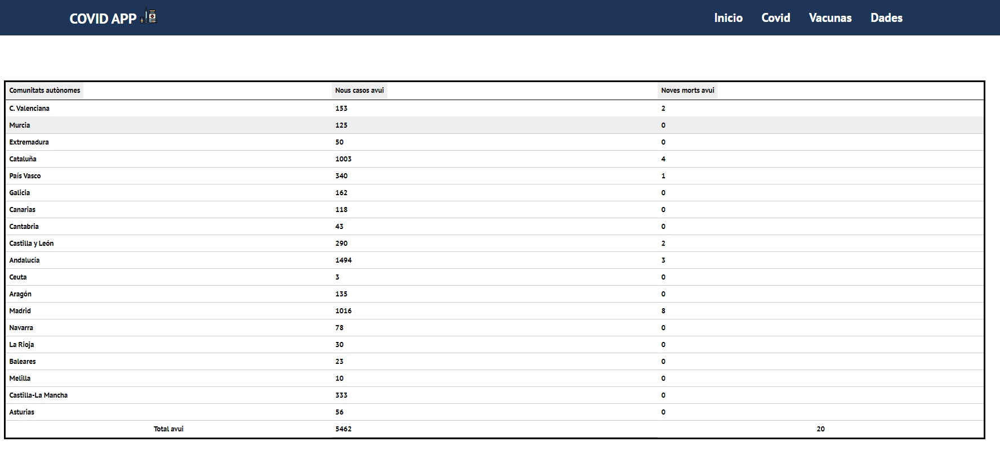 COVID APP
Inicio Covid Vacunas Dades
Comunitats autònomes Nous casos avui Noves morts avui
C. Valenciana 153 2
Murcia 125 0
Extremadura 50 0
Cataluña 1003 4
País Vasco 340 1
Galicia 162 0
Canarias 118 0
Cantabria 43 0
Castilla y León 290 2
Andalucía 1494 3
Ceuta 3 0
Aragón 135 0
Madrid 1016 8
Navarra 78 0
La Rioja 30 0
Baleares 23 0
Melilla 10 0
Castilla-La Mancha 333 0
Asturias 56 0
Total avui 5462 20